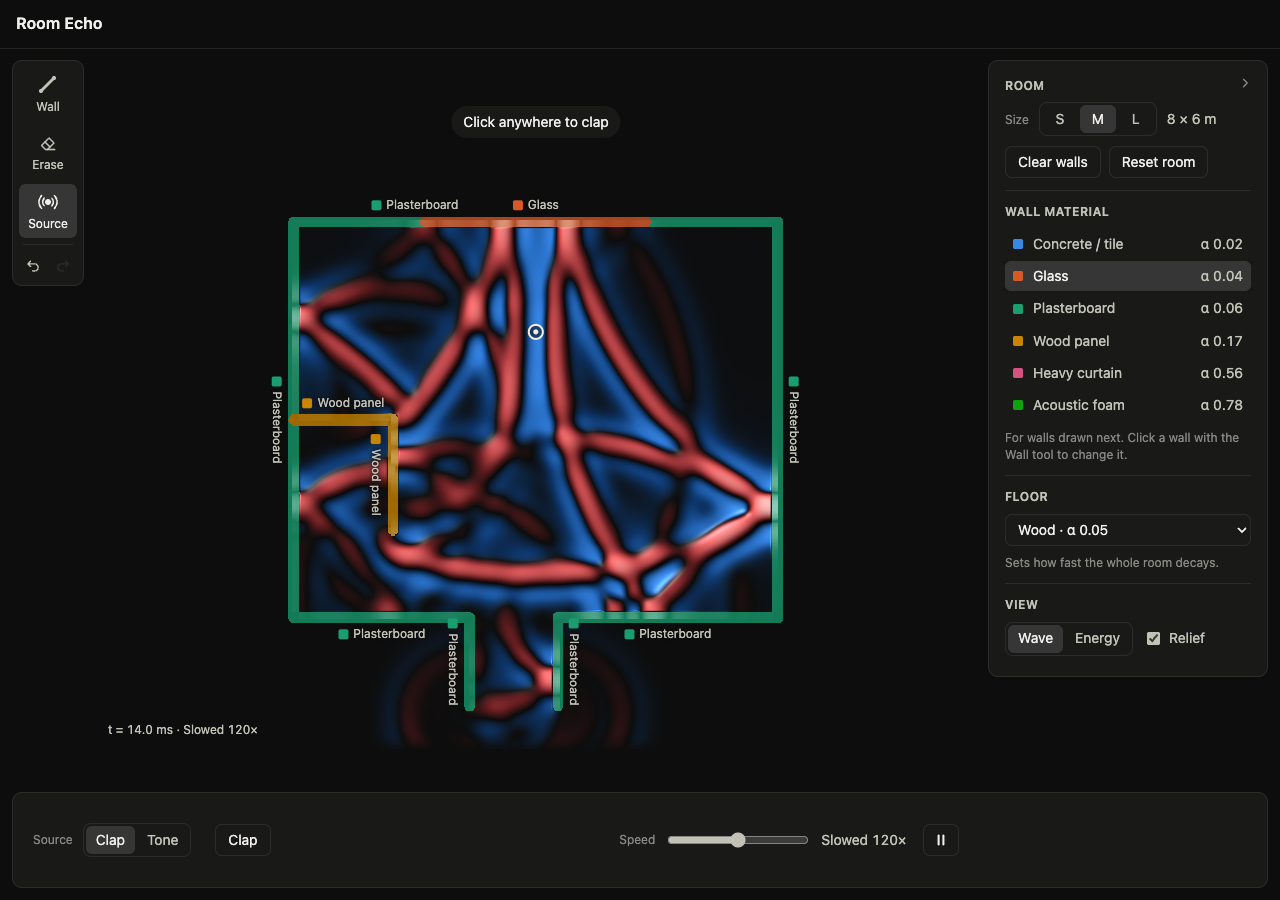 Room Echo
Wall
Erase
Source
Click anywhere to clap
Plasterboard
Glass
Plasterboard
Wood panel
Wood panel
Plasterboard
Plasterboard
Plasterboard
Plasterboard
Plasterboard
t = 14.0 ms · Slowed 120×
ROOM
Size S M L 8 × 6 m
Clear walls Reset room
WALL MATERIAL
Concrete / tile α 0.02
Glass α 0.04
Plasterboard α 0.06
Wood panel α 0.17
Heavy curtain α 0.56
Acoustic foam α 0.78
For walls drawn next. Click a wall with the
Wall tool to change it.
FLOOR
Wood · α 0.05
Sets how fast the whole room decays.
VIEW
Wave Energy Relief
Source Clap Tone Clap Speed Slowed 120×